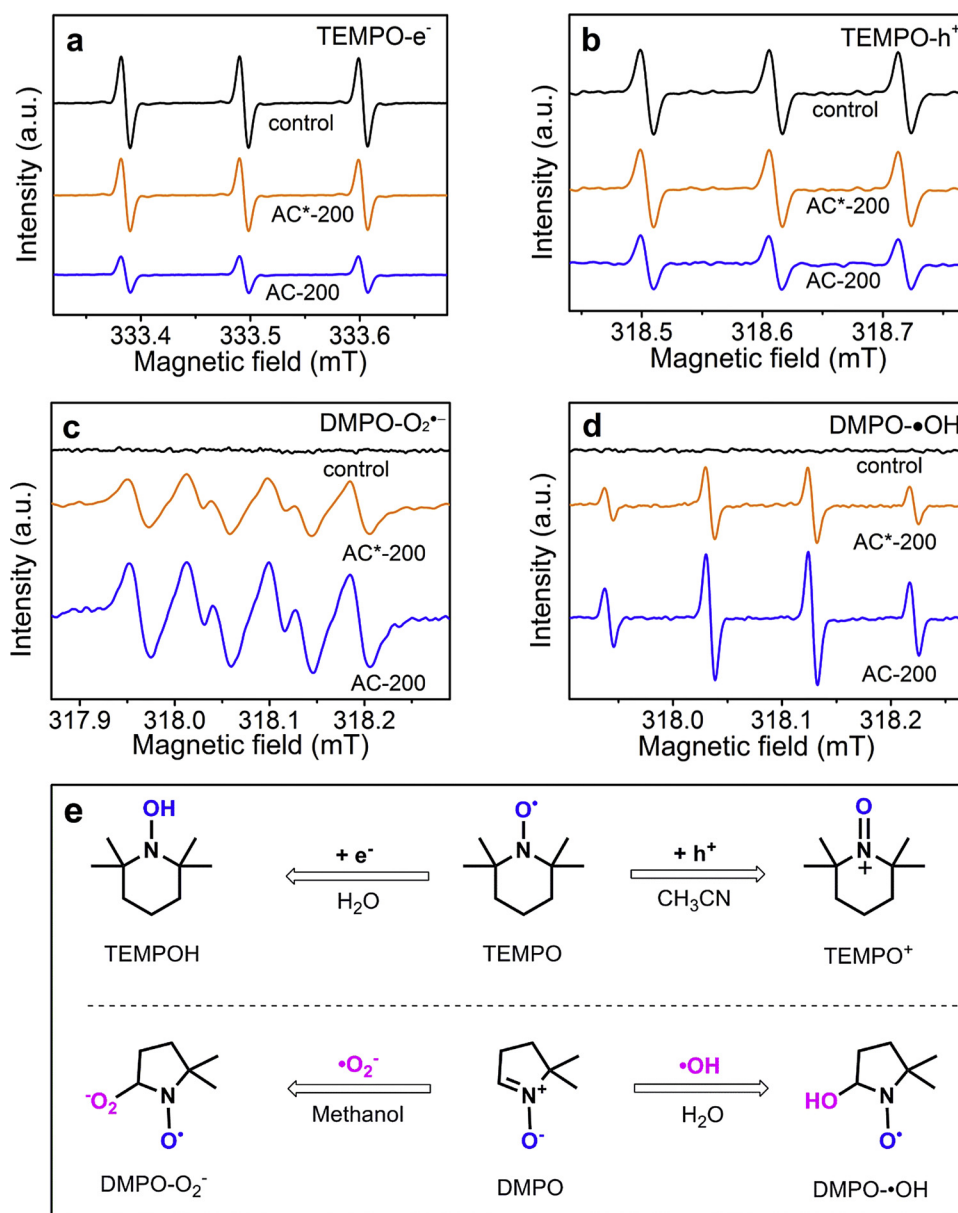 a
TEMPO-e⁻
control
AC*-200
AC-200
Intensity (a.u.)
333.4 333.5 333.6
Magnetic field (mT)
b
TEMPO-h⁺
control
AC*-200
AC-200
Intensity (a.u.)
318.5 318.6 318.7
Magnetic field (mT)
c
DMPO-O₂•⁻
control
AC*-200
AC-200
Intensity (a.u.)
317.9 318.0 318.1 318.2
Magnetic field (mT)
d
DMPO-•OH
control
AC*-200
AC-200
Intensity (a.u.)
318.0 318.1 318.2
Magnetic field (mT)
e
OH
N
TEMPOH
+ e⁻
H₂O
O•
N
TEMPO
+ h⁺
CH₃CN
O
N
+
TEMPO⁺
⁻O₂
N
O•
DMPO-O₂⁻
•O₂⁻
Methanol
N⁺
O⁻
DMPO
•OH
H₂O
HO
N
O•
DMPO-•OH